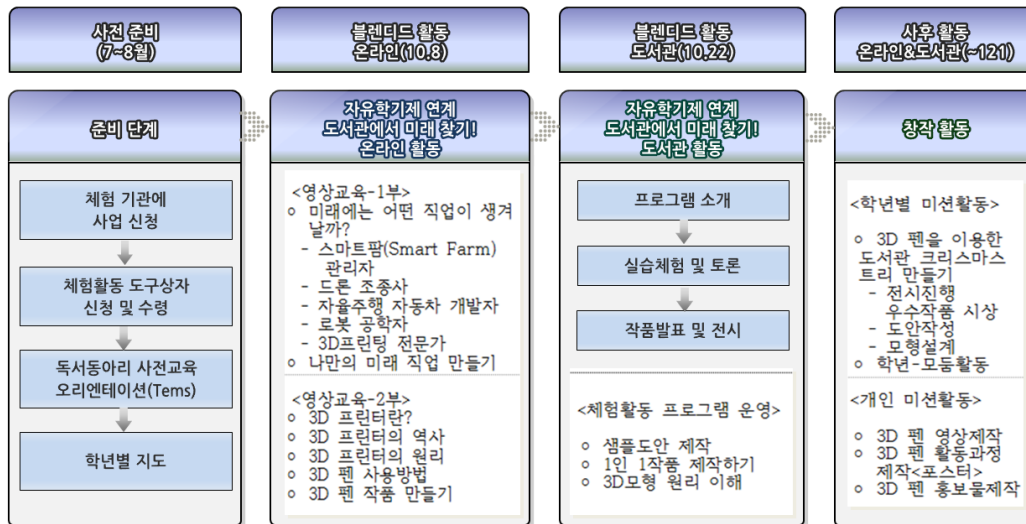 사전 준비
(7~8월)
블렌디드 활동
온라인(10.8)
블렌디드 활동
도서관(10.22)
사후 활동
온라인&도서관(~121)
준비 단계
체험 기관에
사업 신청
체험활동 도구상자
신청 및 수령
독서동아리 사전교육
오리엔테이션(Tems)
학년별 지도
자유학기제 연계
도서관에서 미래 찾기!
온라인 활동
<영상교육-1부>
○ 미래에는 어떤 직업이 생겨
날까?
- 스마트팜(Smart Farm)
관리자
- 드론 조종사
- 자율주행 자동차 개발자
- 로봇 공학자
- 3D프린팅 전문가
○ 나만의 미래 직업 만들기
<영상교육-2부>
○ 3D 프린터란?
○ 3D 프린터의 역사
○ 3D 프린터의 원리
○ 3D 펜 사용방법
○ 3D 펜 작품 만들기
자유학기제 연계
도서관에서 미래 찾기!
도서관 활동
프로그램 소개
실습체험 및 토론
작품발표 및 전시
<체험활동 프로그램 운영>
○ 샘플도안 제작
○ 1인 1작품 제작하기
○ 3D모형 원리 이해
창작 활동
<학년별 미션활동>
○ 3D 펜을 이용한
도서관 크리스마스
트리 만들기
- 전시진행
우수작품 시상
- 도안작성
- 모형설계
○ 학년-모둠활동
<개인 미션활동>
○ 3D 펜 영상제작
○ 3D 펜 활동과정
제작<포스터>
○ 3D 펜 홍보물제작